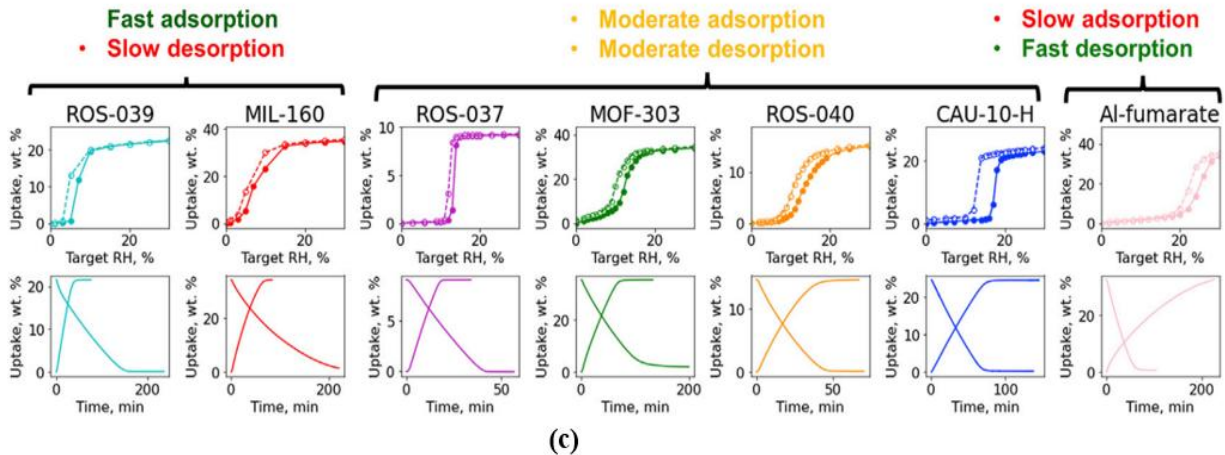 Fast adsorption
• Slow desorption
• Moderate adsorption
• Moderate desorption
• Slow adsorption
• Fast desorption
ROS-039
MIL-160
ROS-037
MOF-303
ROS-040
CAU-10-H
Al-fumarate
Uptake, wt. %
20
10
0
0 20
Target RH, %
Uptake, wt. %
40
20
0
0 20
Target RH, %
Uptake, wt. %
10
5
0
0 20
Target RH, %
Uptake, wt. %
40
20
0
0 20
Target RH, %
Uptake, wt. %
10
0
0 20
Target RH, %
Uptake, wt. %
20
0
0 20
Target RH, %
Uptake, wt. %
40
20
0
0 20
Target RH, %
Uptake, wt. %
20
10
0
0 200
Time, min
Uptake, wt. %
20
0
0 200
Time, min
Uptake, wt. %
5
0
0 50
Time, min
Uptake, wt. %
20
0
0 100 200
Time, min
Uptake, wt. %
10
0
0 50
Time, min
Uptake, wt. %
20
0
0 100
Time, min
Uptake, wt. %
20
0
0 200
Time, min
(c)